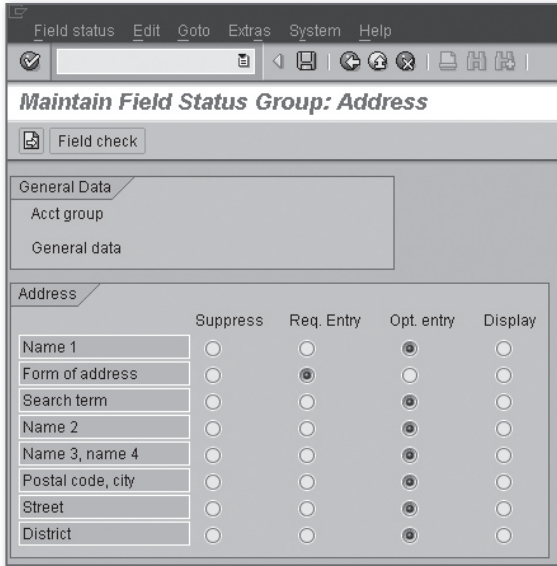 Field status Edit Goto Extras System Help
Maintain Field Status Group: Address
Field check
General Data
Acct group
General data
Address
Suppress Req. Entry Opt. entry Display
Name 1
Form of address
Search term
Name 2
Name 3, name 4
Postal code, city
Street
District